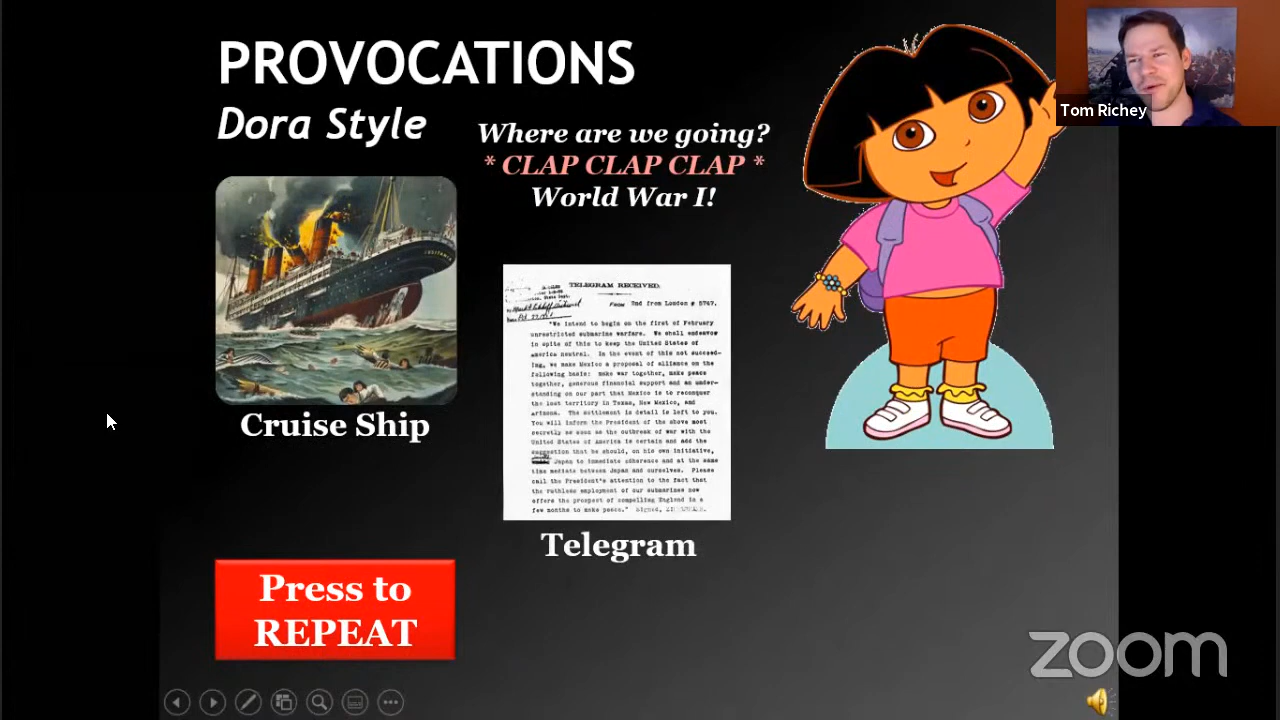 PROVOCATIONS
Dora Style
Where are we going?
* CLAP CLAP CLAP *
World War I!
Tom Richey
Cruise Ship
TELEGRAM RECEIVED.
FROM 2nd from London # 5747.
"We intend to begin on the first of February
unrestricted submarine warfare. We shall endeavor
in spite of this to keep the United States of
America neutral. In the event of this not succeed-
ing, we make Mexico a proposal of alliance on the
following basis: make war together, make peace
together, generous financial support and an under-
standing on our part that Mexico is to reconquer
the lost territory in Texas, New Mexico, and
Arizona. The settlement in detail is left to you.
You will inform the President of the above most
secretly as soon as the outbreak of war with the
United States of America is certain and add the
suggestion that he should, on his own initiative,
Japan to immediate adherence and at the same
time mediate between Japan and ourselves. Please
call the President's attention to the fact that
the ruthless employment of our submarines now
offers the prospect of compelling England in a
few months to make peace." Signed,
Telegram
Press to
REPEAT
zoom